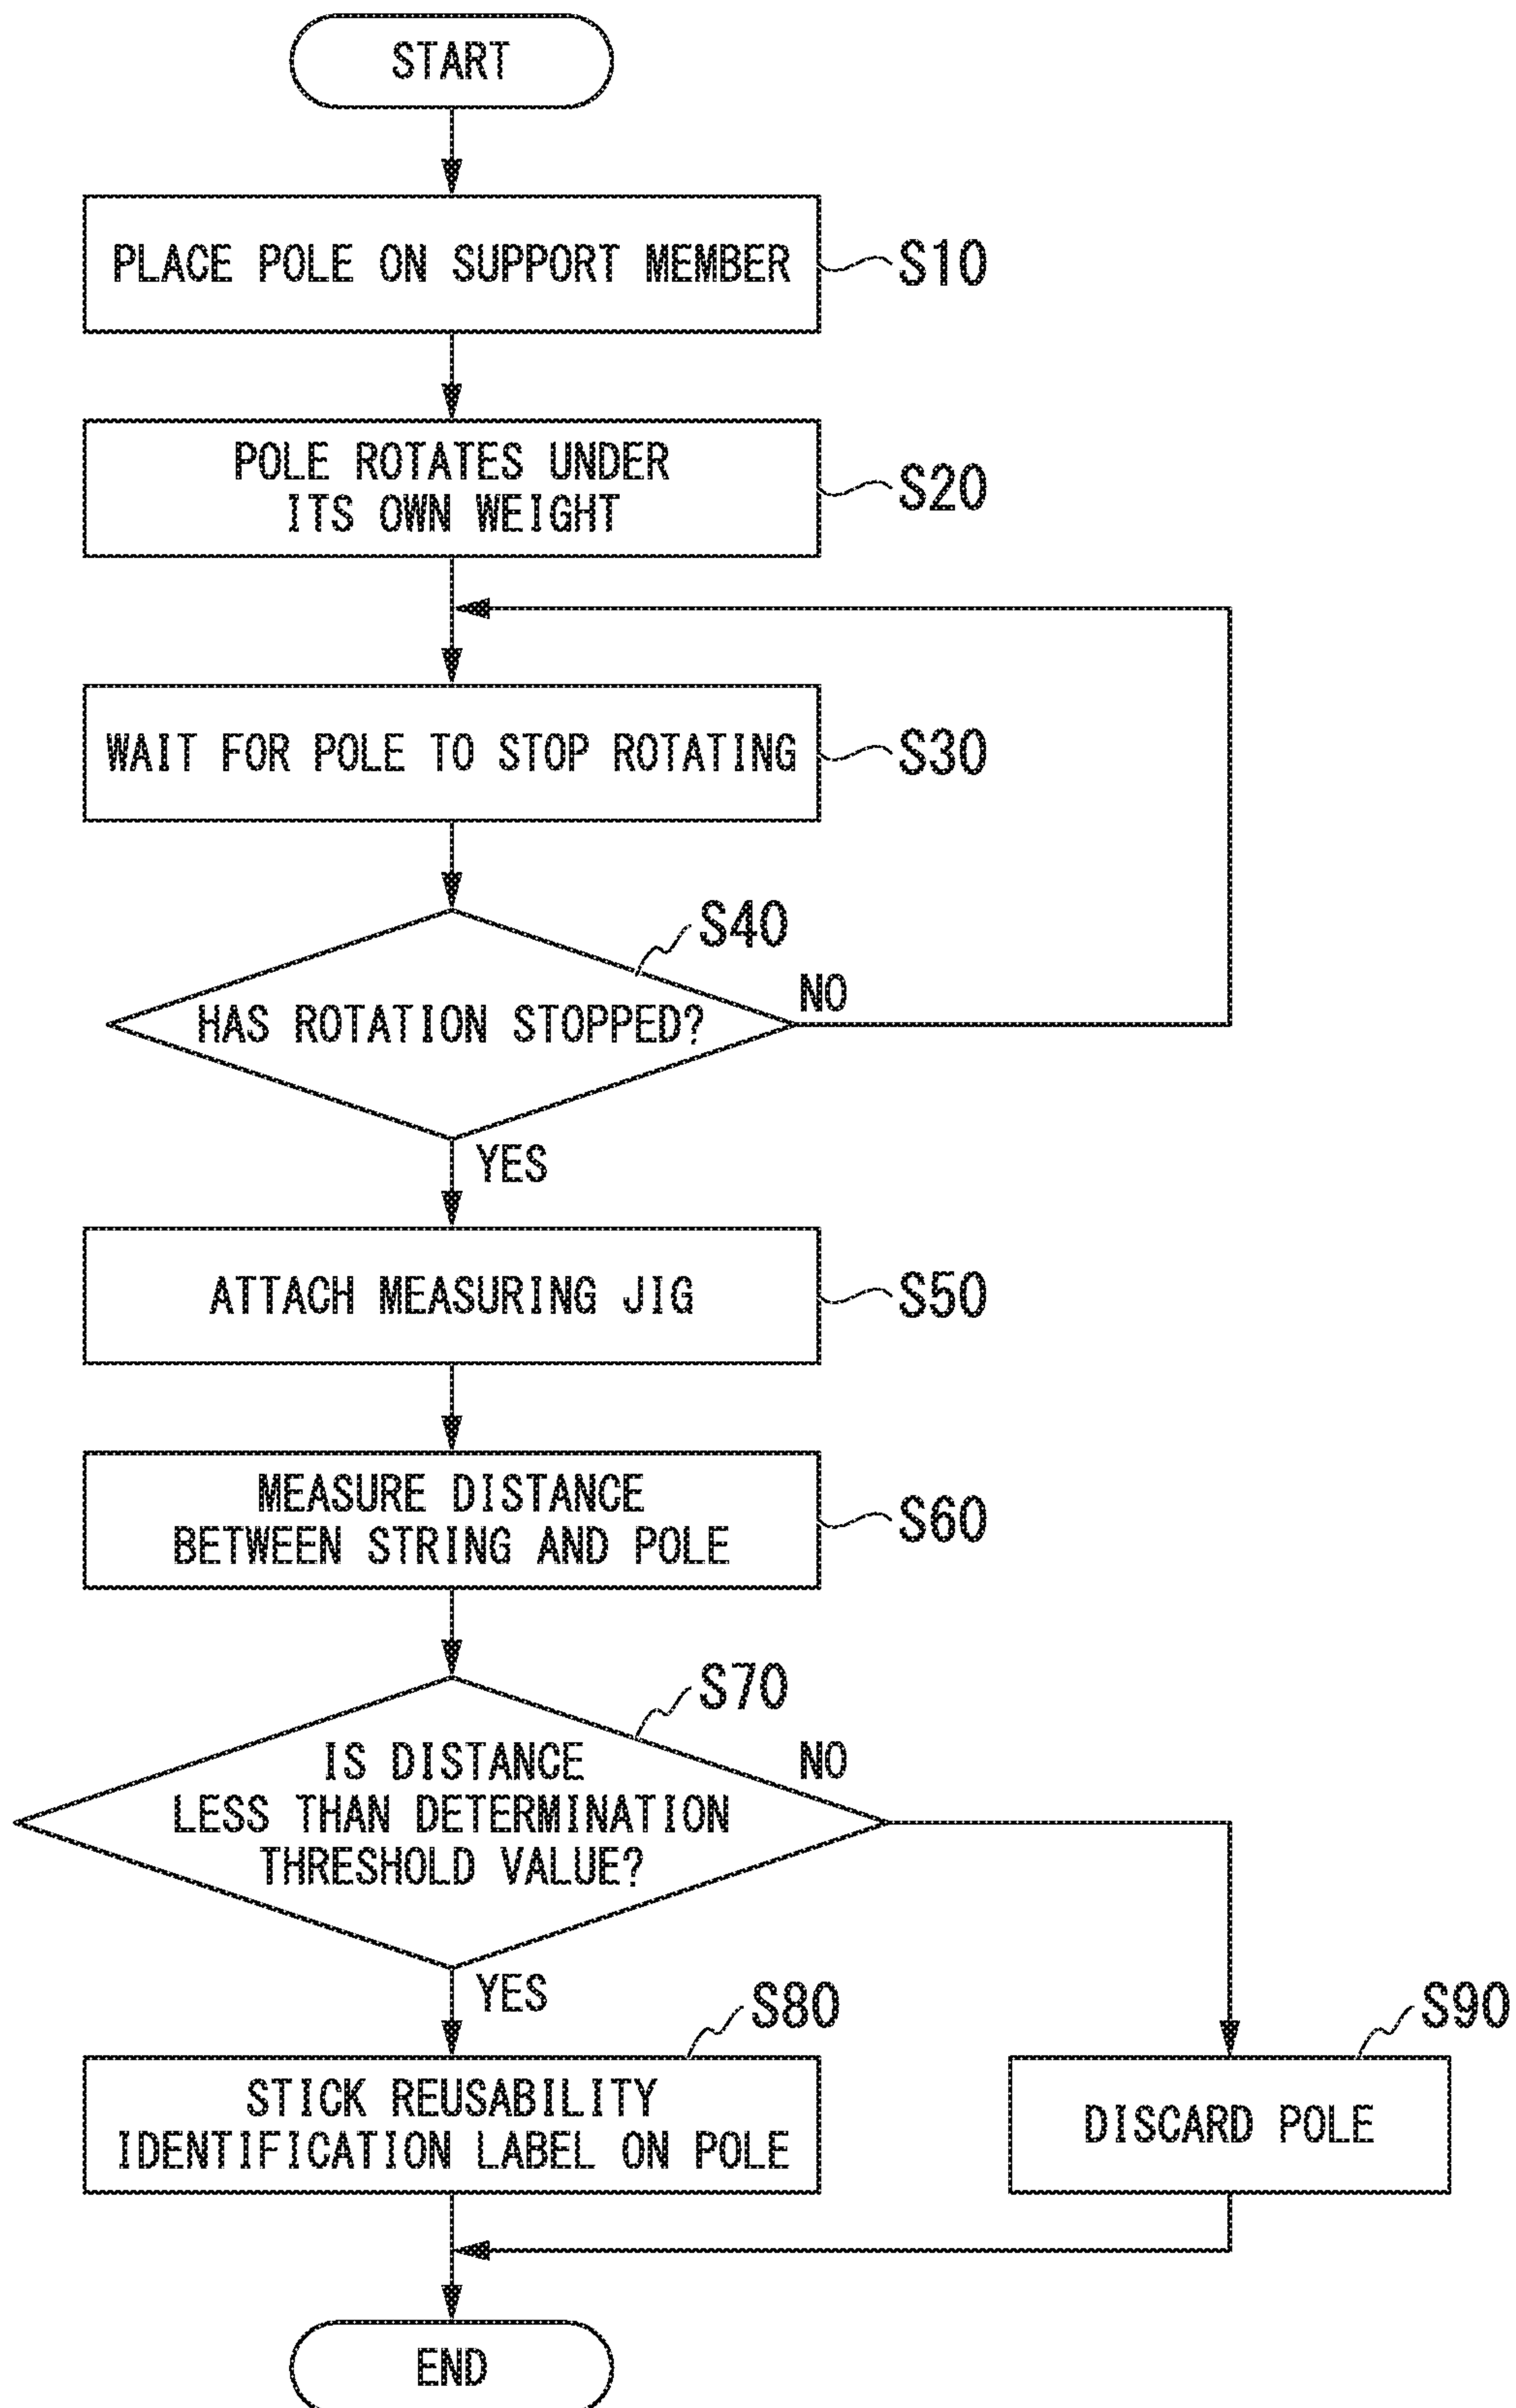 START
PLACE POLE ON SUPPORT MEMBER
S10
POLE ROTATES UNDER
ITS OWN WEIGHT
S20
WAIT FOR POLE TO STOP ROTATING
S30
S40
HAS ROTATION STOPPED?
NO
YES
ATTACH MEASURING JIG
S50
MEASURE DISTANCE
BETWEEN STRING AND POLE
S60
S70
IS DISTANCE
LESS THAN DETERMINATION
THRESHOLD VALUE?
NO
YES
S80
STICK REUSABILITY
IDENTIFICATION LABEL ON POLE
S90
DISCARD POLE
END